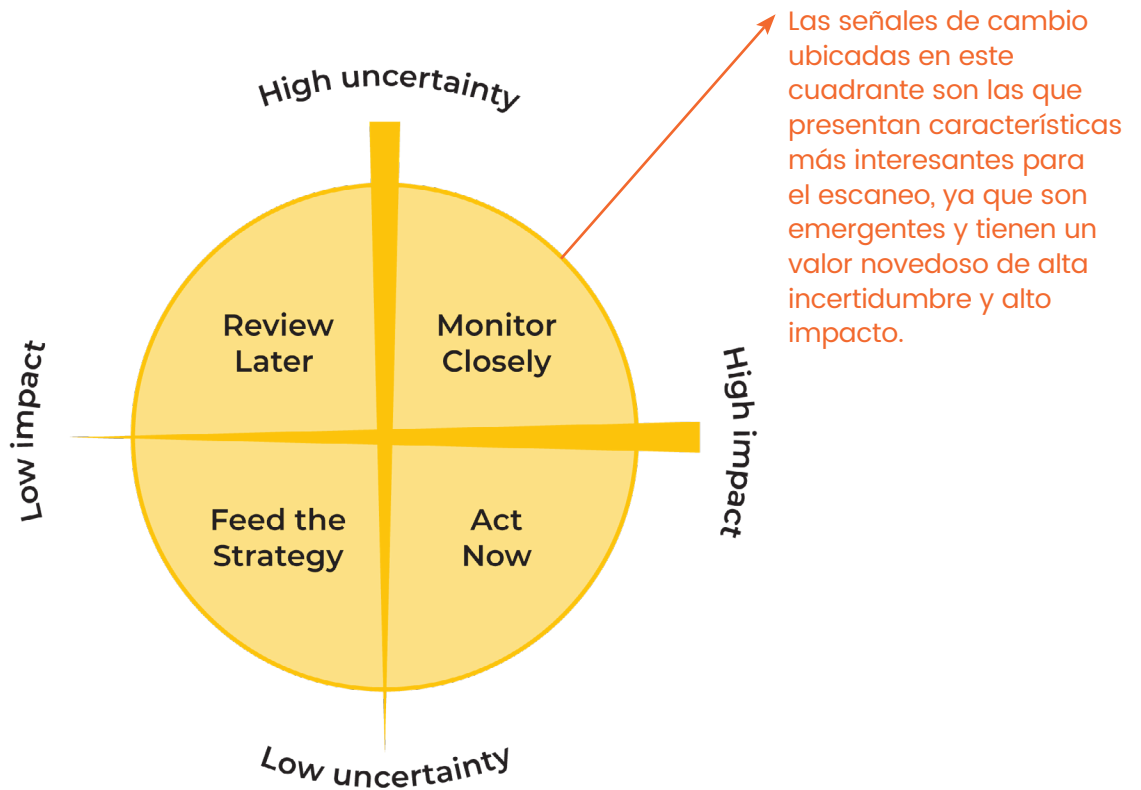 Las señales de cambio
ubicadas en este
cuadrante son las que
presentan características
más interesantes para
el escaneo, ya que son
emergentes y tienen un
valor novedoso de alta
incertidumbre y alto
impacto.
High uncertainty
Review
Later
Monitor
Closely
Low impact
High impact
Feed the
Strategy
Act
Now
Low uncertainty